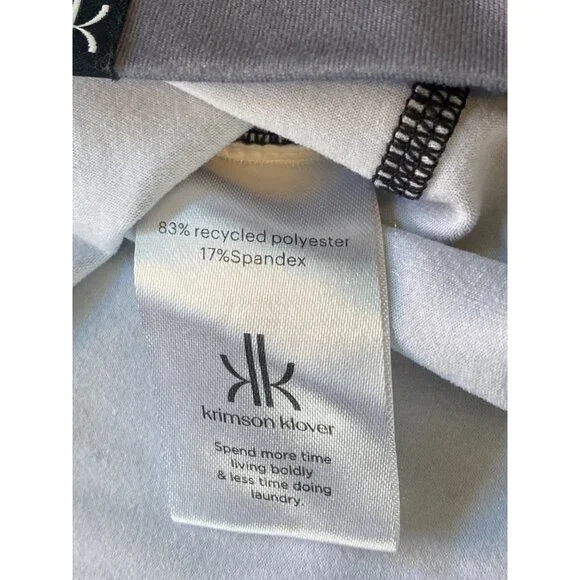 83% recycled polyester
17%Spandex
krimson klover
Spend more time
living boldly
& less time doing
laundry.